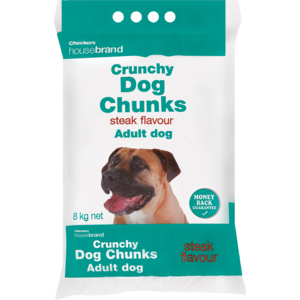 Checkers
housebrand
Crunchy
Dog
Chunks
steak flavour
Adult dog
MONEY
BACK
GUARANTEE
8 kg net
Checkers
housebrand
Crunchy
Dog Chunks
Adult dog
steak
flavour